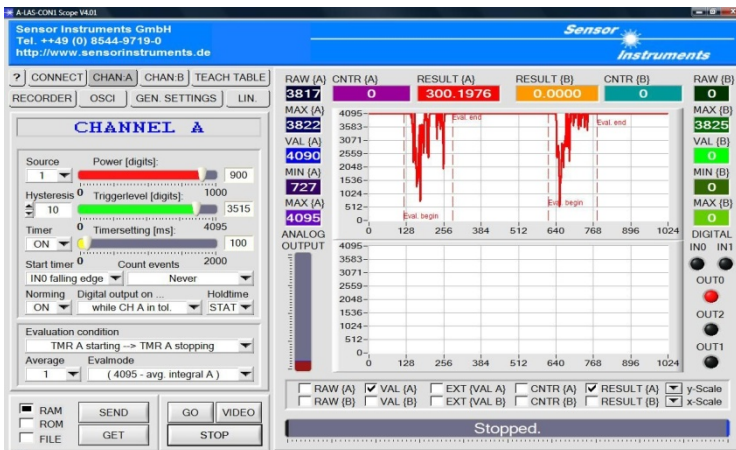 A-LAS-CON1 Scope V4.01
Sensor Instruments GmbH
Tel. ++49 (0) 8544-9719-0
http://www.sensorinstruments.de
Sensor
Instruments
? CONNECT CHAN:A CHAN:B TEACH TABLE
RECORDER OSCI GEN. SETTINGS LIN.
CHANNEL A
Source Power [digits]:
1 900
Hysteresis 0 Triggerlevel [digits]: 1000
10 3515
Timer 0 Timersetting [ms]: 4095
ON 100
Start timer 0 Count events 2000
IN0 falling edge Never
Norming Digital output on ... Holdtime
ON while CH A in tol. STAT
Evaluation condition
TMR A starting --> TMR A stopping
Average Evalmode
1 ( 4095 - avg. integral A )
RAM SEND GO VIDEO
ROM
FILE GET STOP
RAW {A} CNTR {A} RESULT {A} RESULT {B} CNTR {B} RAW {B}
3817 0 300.1976 0.0000 0 0
MAX {A}
3822
VAL {A}
4090
MIN {A}
727
MAX {A}
4095
ANALOG
OUTPUT
4095
3583
3071
2559
2048
1536
1024
512
0
Eval. end
Eval. end
Eval. begin
Eval. begin
0 128 256 384 512 640 768 896 1024
4095
3583
3071
2559
2048
1536
1024
512
0
0 128 256 384 512 640 768 896 1024
MAX {B}
3825
VAL {B}
0
MIN {B}
0
MAX {B}
0
DIGITAL
IN0 IN1
OUT0
OUT2
OUT1
RAW {A} VAL {A} EXT {VAL A} CNTR {A} RESULT {A} y-Scale
RAW {B} VAL {B} EXT {VAL B} CNTR {B} RESULT {B} x-Scale
Stopped.